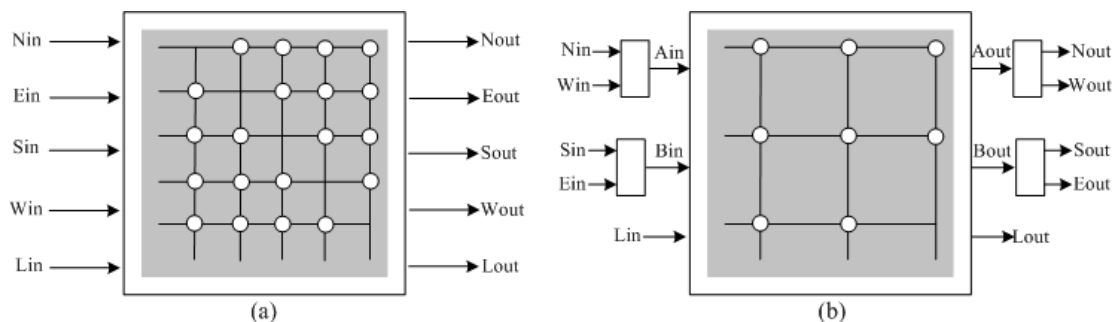 Nin
Ein
Sin
Win
Lin
Nout
Eout
Sout
Wout
Lout
(a)
Nin
Win
Ain
Sin
Ein
Bin
Lin
Aout
Nout
Wout
Bout
Sout
Eout
Lout
(b)